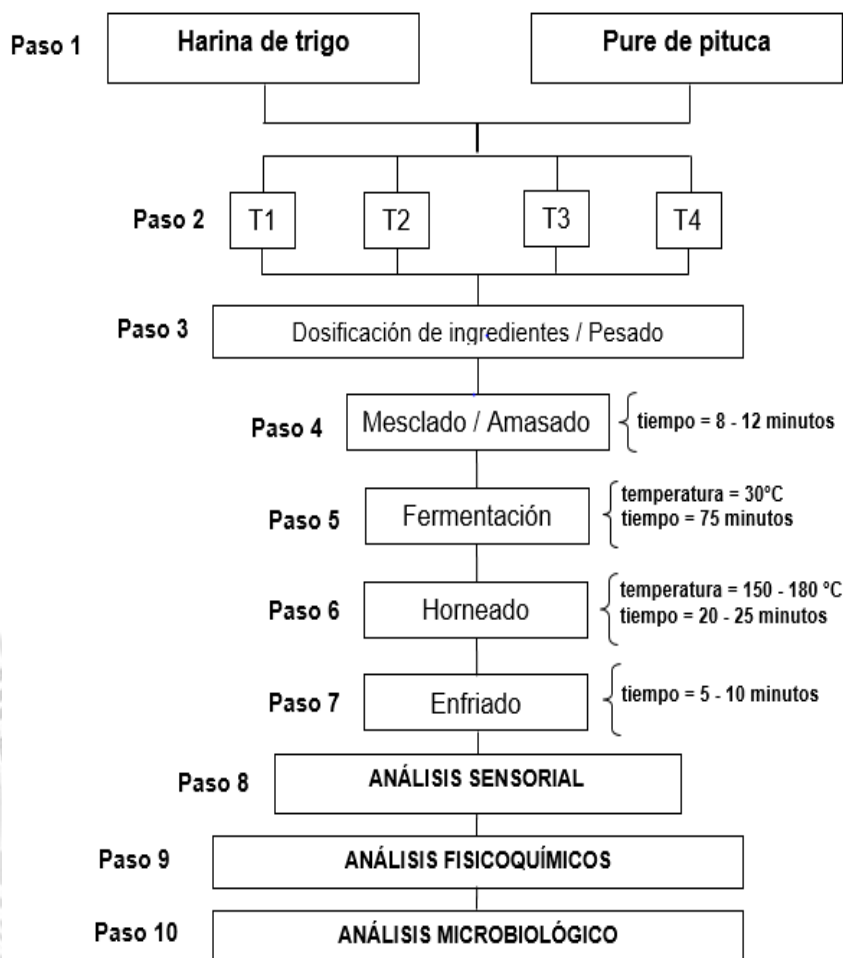 Paso 1
Harina de trigo
Pure de pituca
Paso 2
T1
T2
T3
T4
Paso 3
Dosificación de ingredientes / Pesado
Paso 4
Mesclado / Amasado
tiempo = 8 - 12 minutos
Paso 5
Fermentación
temperatura = 30ºC
tiempo = 75 minutos
Paso 6
Horneado
temperatura = 150 - 180 ºC
tiempo = 20 - 25 minutos
Paso 7
Enfriado
tiempo = 5 - 10 minutos
Paso 8
ANÁLISIS SENSORIAL
Paso 9
ANÁLISIS FISICOQUÍMICOS
Paso 10
ANÁLISIS MICROBIOLÓGICO